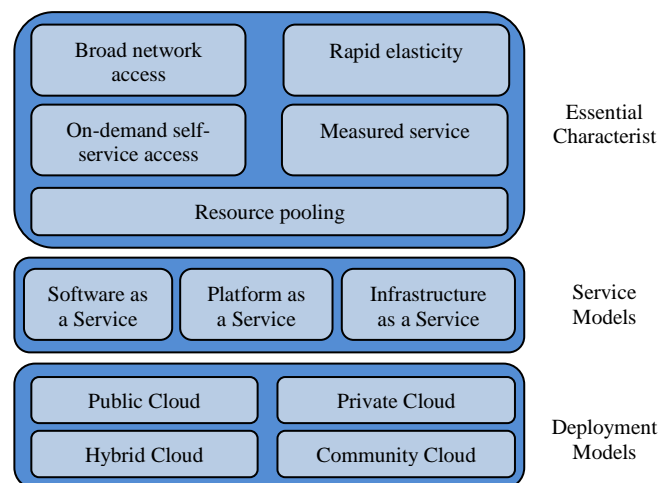 Broad network
access
Rapid elasticity
On-demand self-
service access
Measured service
Resource pooling
Essential
Characterist
Software as
a Service
Platform as
a Service
Infrastructure
as a Service
Service
Models
Public Cloud
Private Cloud
Hybrid Cloud
Community Cloud
Deployment
Models